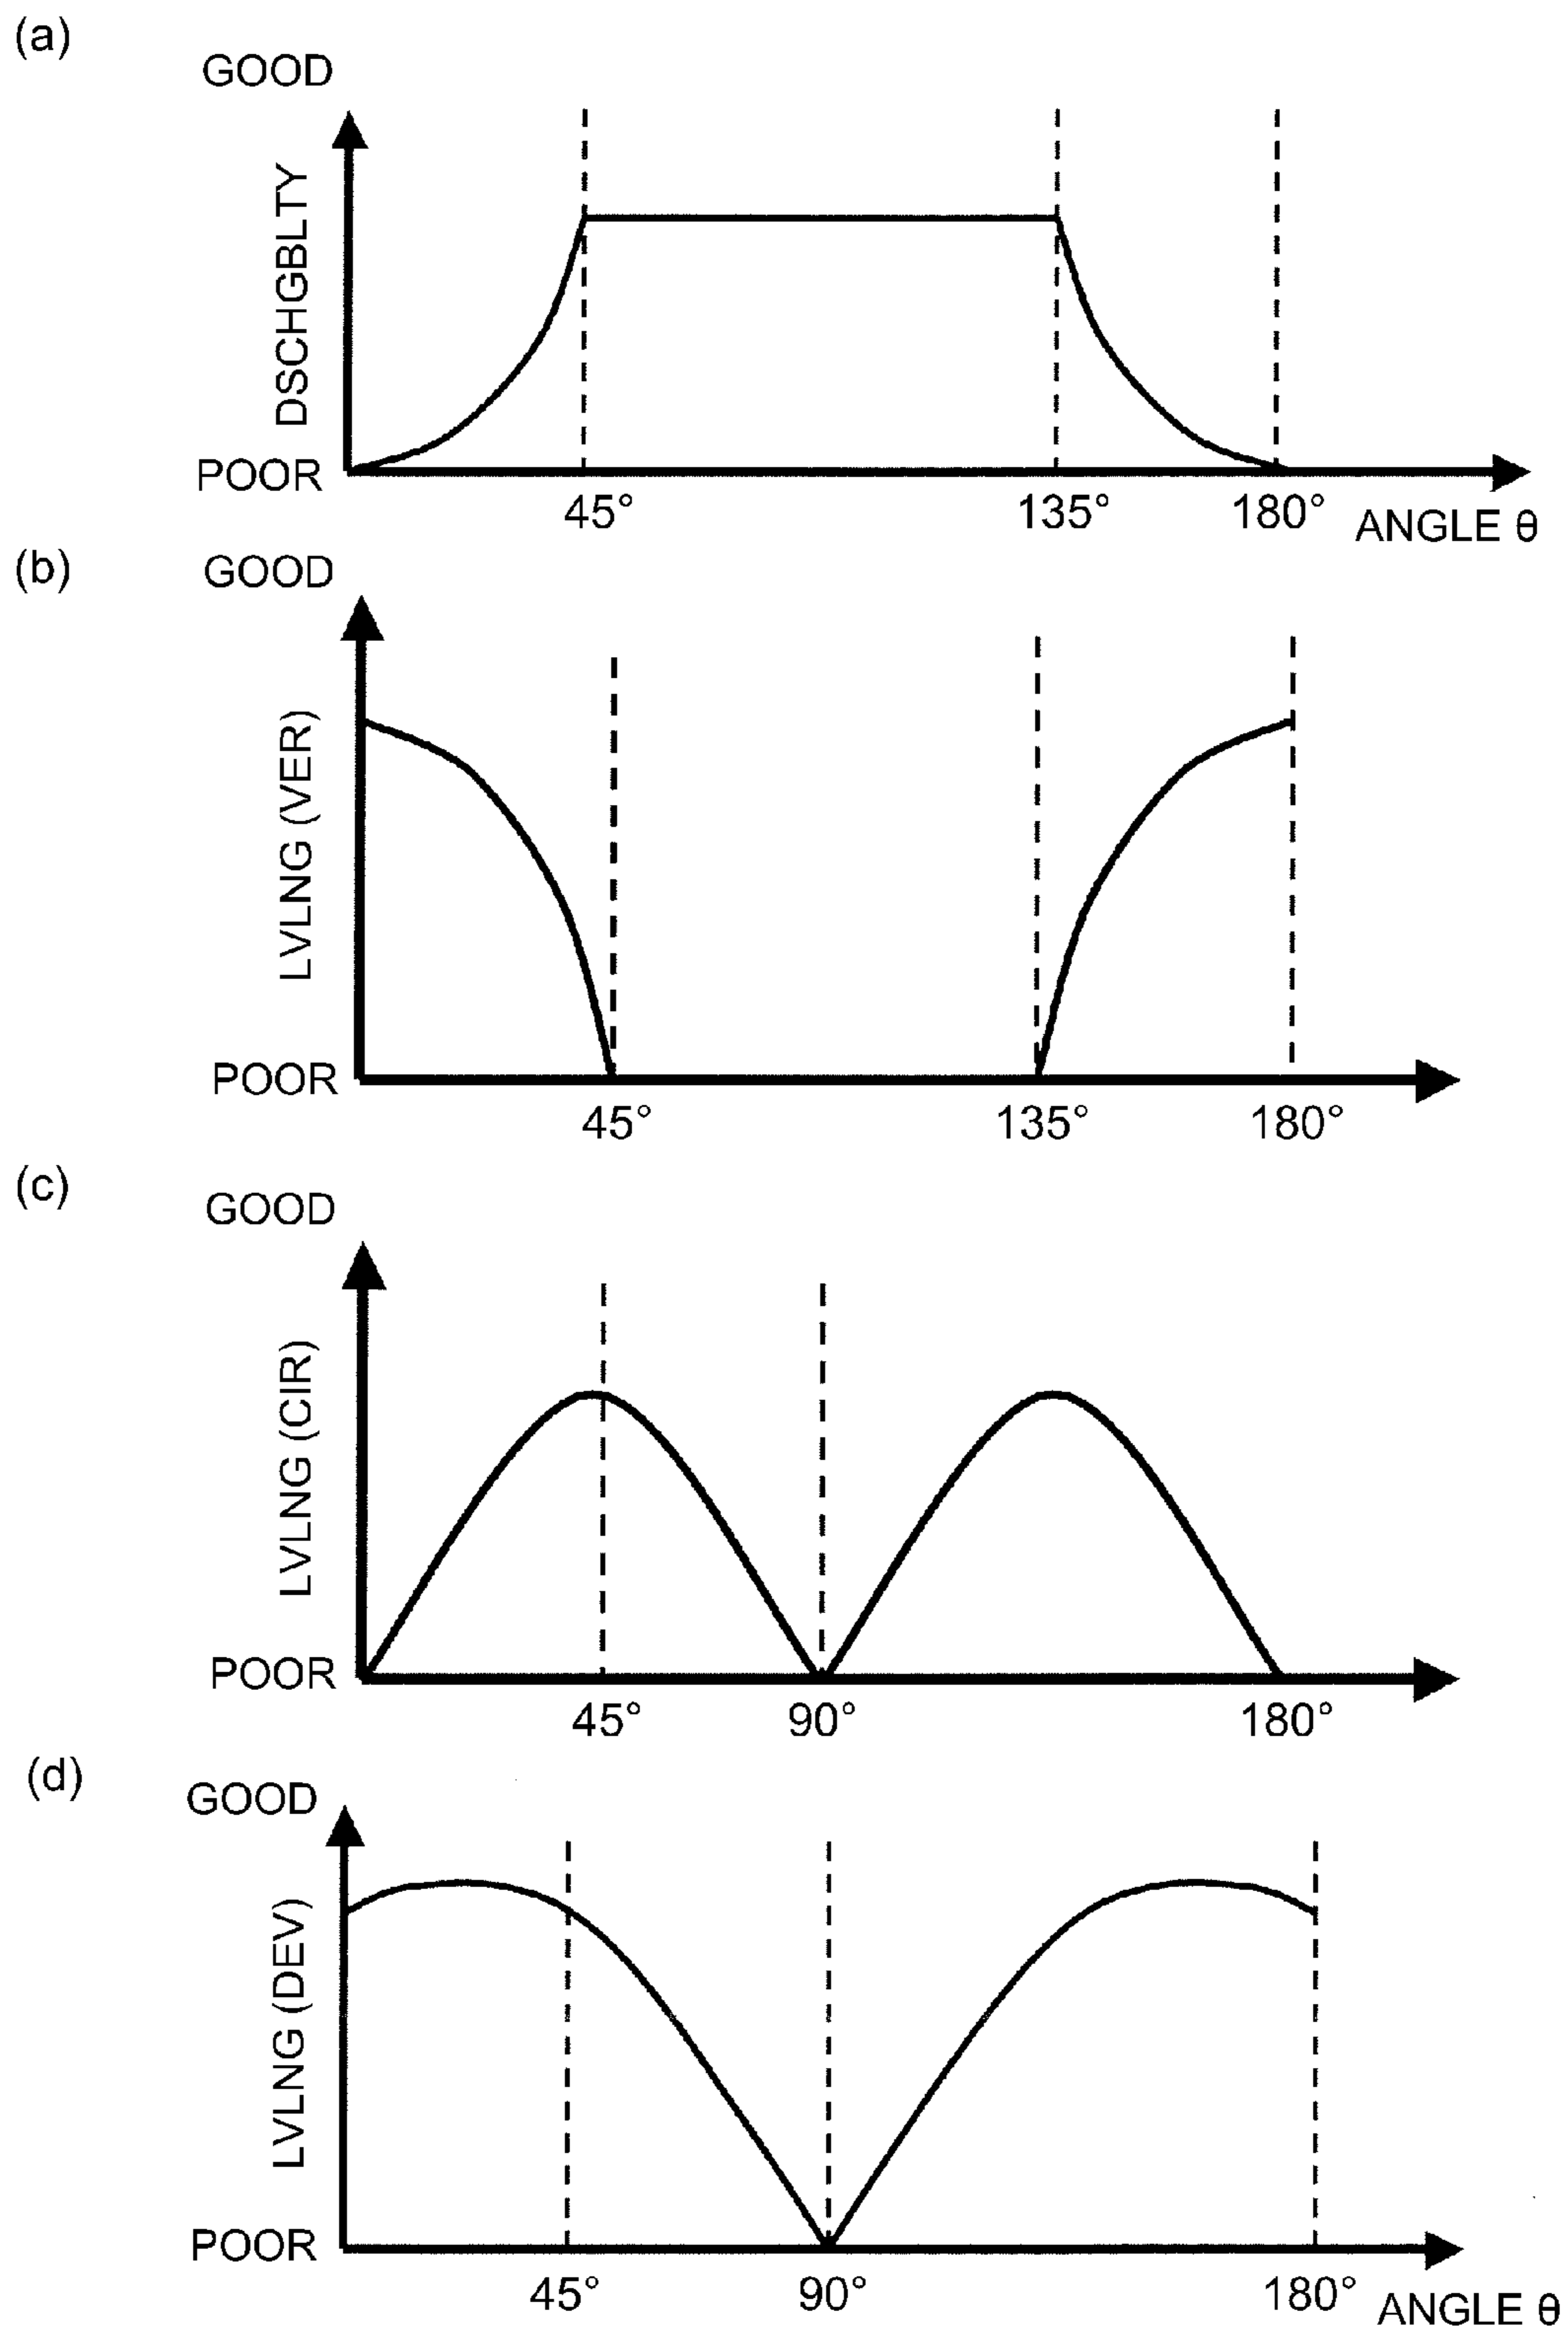 (a)
GOOD
DSCHGBLTY
POOR
45° 135° 180° ANGLE θ
(b)
GOOD
LVLNG (VER)
POOR
45° 135° 180°
(c)
GOOD
LVLNG (CIR)
POOR
45° 90° 180°
(d)
GOOD
LVLNG (DEV)
POOR
45° 90° 180° ANGLE θ